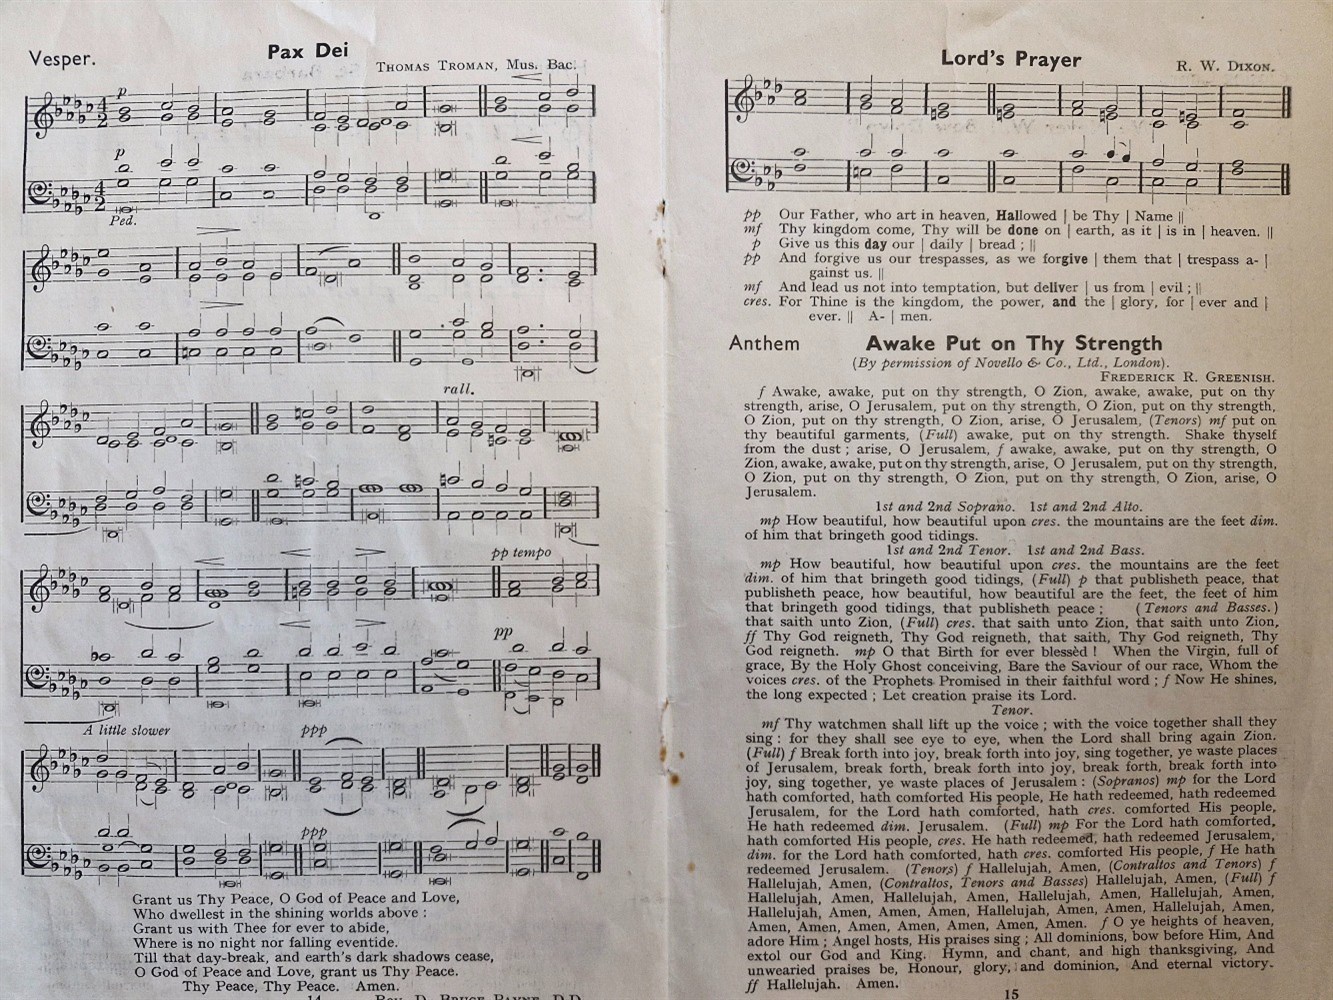 Vesper.
Pax Dei
THOMAS TROMAN, Mus. Bac.
p
p
Ped.
rall.
pp tempo
pp
A little slower
ppp
ppp
Grant us Thy Peace, O God of Peace and Love,
Who dwellest in the shining worlds above :
Grant us with Thee for ever to abide,
Where is no night nor falling eventide.
Till that day-break, and earth's dark shadows cease,
O God of Peace and Love, grant us Thy Peace.
Thy Peace, Thy Peace. Amen.
14 REV. D. BRUCE PAYNE, D.D.
Lord's Prayer
R. W. DIXON.
pp Our Father, who art in heaven, Hallowed | be Thy | Name ||
mf Thy kingdom come, Thy will be done on | earth, as it | is in | heaven. ||
p Give us this day our | daily | bread ; ||
pp And forgive us our trespasses, as we forgive | them that | trespass a- |
gainst us. ||
mf And lead us not into temptation, but deliver | us from | evil ; ||
cres. For Thine is the kingdom, the power, and the | glory, for | ever and |
ever. || A- | men.
Anthem
Awake Put on Thy Strength
(By permission of Novello & Co., Ltd., London).
FREDERICK R. GREENISH.
f Awake, awake, put on thy strength, O Zion, awake, awake, put on thy
strength, arise, O Jerusalem, put on thy strength, O Zion, put on thy strength,
O Zion, put on thy strength, O Zion, arise, O Jerusalem, (Tenors) mf put on
thy beautiful garments, (Full) awake, put on thy strength. Shake thyself
from the dust ; arise, O Jerusalem, f awake, awake, put on thy strength, O
Zion, awake, awake, put on thy strength, arise, O Jerusalem, put on thy strength,
O Zion, put on thy strength, O Zion, put on thy strength, O Zion, arise, O
Jerusalem.
1st and 2nd Soprano. 1st and 2nd Alto.
mp How beautiful, how beautiful upon cres. the mountains are the feet dim.
of him that bringeth good tidings.
1st and 2nd Tenor. 1st and 2nd Bass.
mp How beautiful, how beautiful upon cres. the mountains are the feet
dim. of him that bringeth good tidings, (Full) p that publisheth peace, that
publisheth peace, how beautiful, how beautiful are the feet, the feet of him
that bringeth good tidings, that publisheth peace ; (Tenors and Basses.)
that saith unto Zion, (Full) cres. that saith unto Zion, that saith unto Zion,
ff Thy God reigneth, Thy God reigneth, that saith, Thy God reigneth, Thy
God reigneth. mp O that Birth for ever blessèd ! When the Virgin, full of
grace, By the Holy Ghost conceiving, Bare the Saviour of our race, Whom the
voices cres. of the Prophets Promised in their faithful word ; f Now He shines,
the long expected ; Let creation praise its Lord.
Tenor.
mf Thy watchmen shall lift up the voice ; with the voice together shall they
sing : for they shall see eye to eye, when the Lord shall bring again Zion.
(Full) f Break forth into joy, break forth into joy, sing together, ye waste places
of Jerusalem, break forth, break forth into joy, break forth, break forth into
joy, sing together, ye waste places of Jerusalem : (Sopranos) mp for the Lord
hath comforted, hath comforted His people, He hath redeemed, hath redeemed
Jerusalem, for the Lord hath comforted, hath cres. comforted His people,
He hath redeemed dim. Jerusalem. (Full) mp For the Lord hath comforted,
hath comforted His people, cres. He hath redeemed, hath redeemed Jerusalem,
dim. for the Lord hath comforted, hath cres. comforted His people, f He hath
redeemed Jerusalem. (Tenors) f Hallelujah, Amen, (Contraltos and Tenors) f
Hallelujah, Amen, (Contraltos, Tenors and Basses) Hallelujah, Amen, (Full) f
Hallelujah, Amen, Hallelujah, Amen, Hallelujah, Amen, Hallelujah, Amen,
Hallelujah, Amen, Amen, Amen, Hallelujah, Amen, Hallelujah, Amen, Amen,
Amen, Amen, Amen, Amen, Amen, Amen, Amen. f O ye heights of heaven,
adore Him ; Angel hosts, His praises sing ; All dominions, bow before Him, And
extol our God and King. Hymn, and chant, and high thanksgiving, And
unwearied praises be, Honour, glory, and dominion, And eternal victory.
ff Hallelujah. Amen.
15